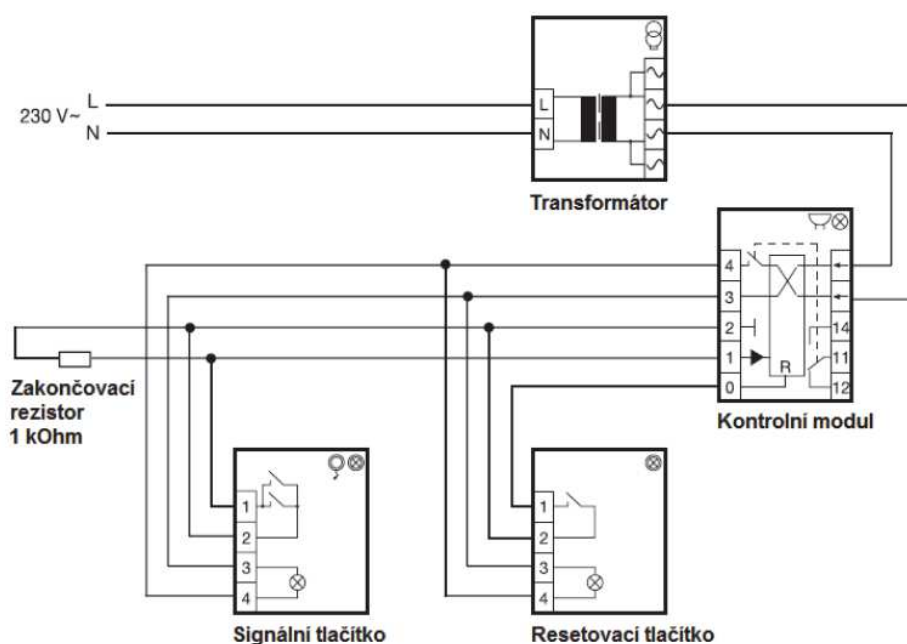 L
230 V~
N
L
N
Transformátor
4
3
2
1
0
R
14
11
12
Kontrolní modul
Zakončovací
rezistor
1 kOhm
1
2
3
4
Signální tlačítko
1
2
3
4
Resetovací tlačítko